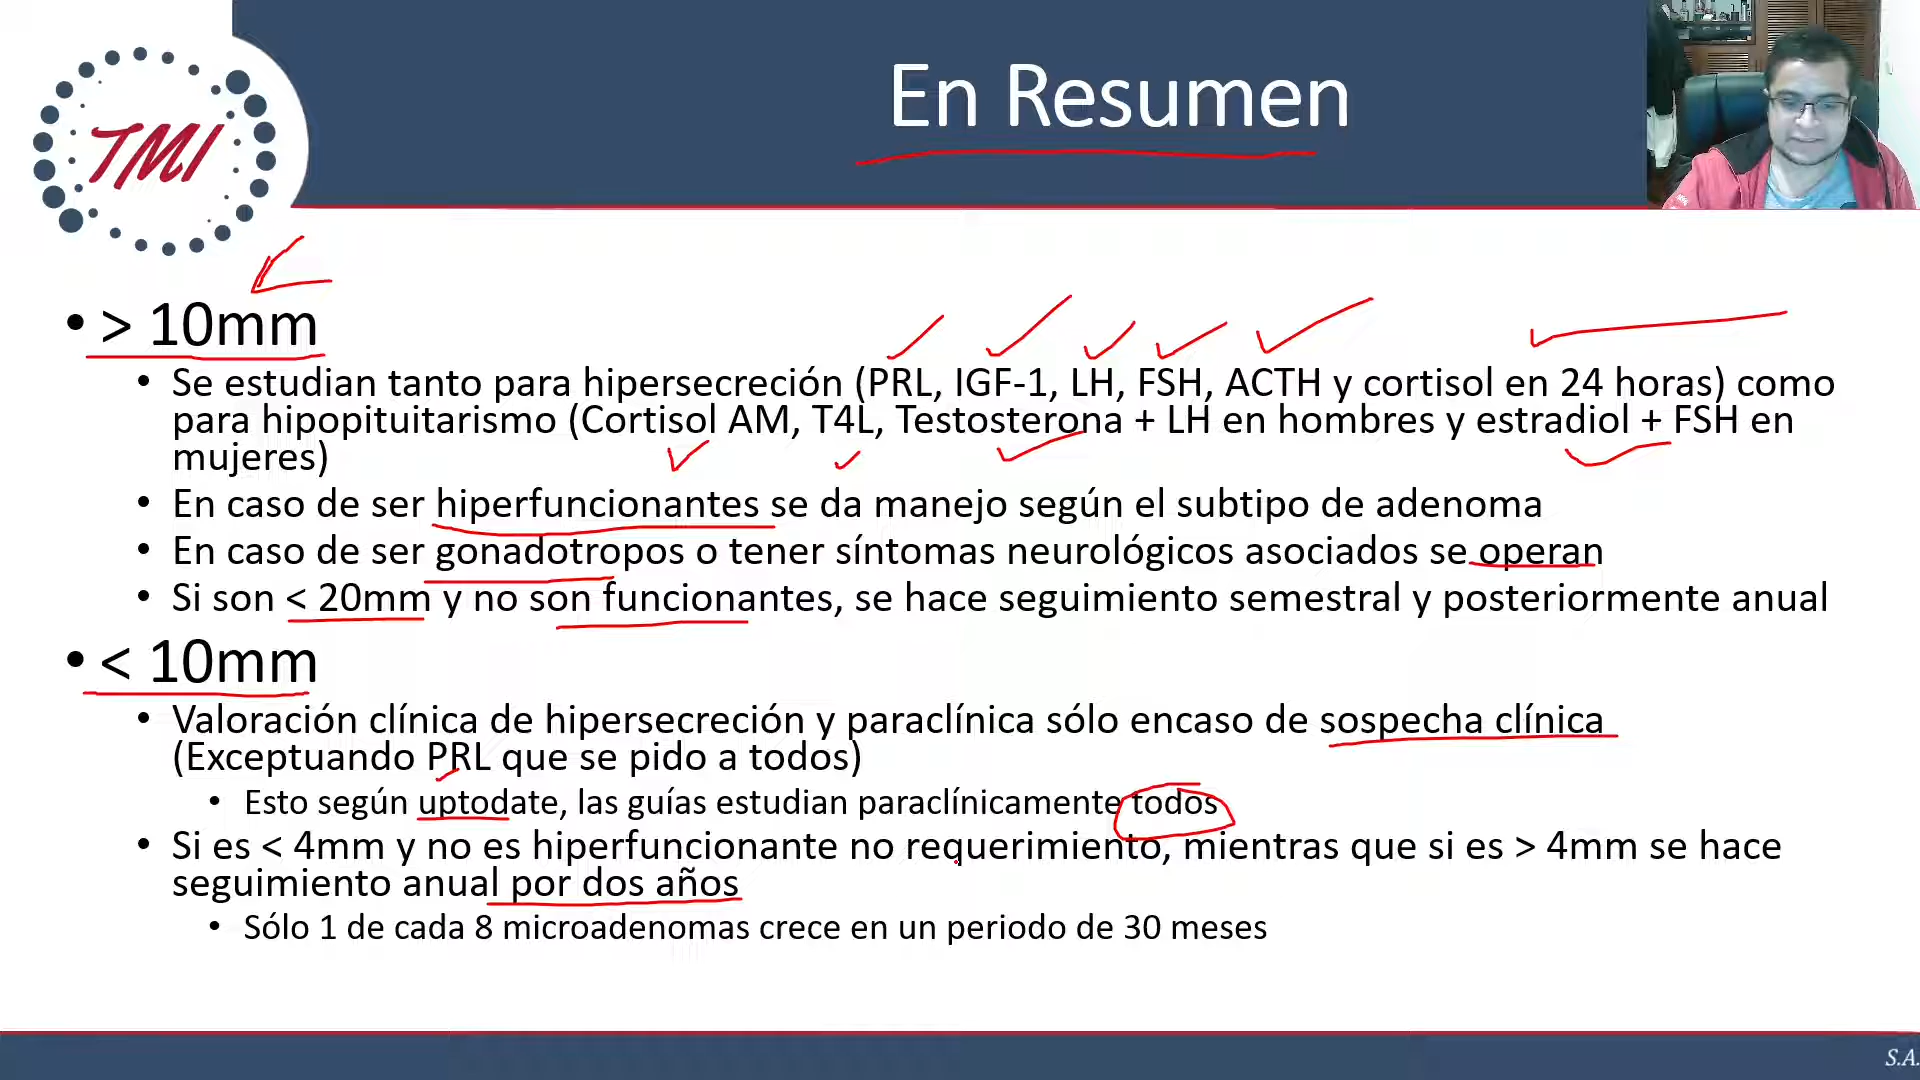 En Resumen
TMI
• > 10mm
• Se estudian tanto para hipersecreción (PRL, IGF-1, LH, FSH, ACTH y cortisol en 24 horas) como
para hipopituitarismo (Cortisol AM, T4L, Testosterona + LH en hombres y estradiol + FSH en
mujeres)
• En caso de ser hiperfuncionantes se da manejo según el subtipo de adenoma
• En caso de ser gonadotropos o tener síntomas neurológicos asociados se operan
• Si son < 20mm y no son funcionantes, se hace seguimiento semestral y posteriormente anual
• < 10mm
• Valoración clínica de hipersecreción y paraclínica sólo encaso de sospecha clínica
(Exceptuando PRL que se pido a todos)
• Esto según uptodate, las guías estudian paraclínicamente todos
• Si es < 4mm y no es hiperfuncionante no requerimiento, mientras que si es > 4mm se hace
seguimiento anual por dos años
• Sólo 1 de cada 8 microadenomas crece en un periodo de 30 meses
S.A.